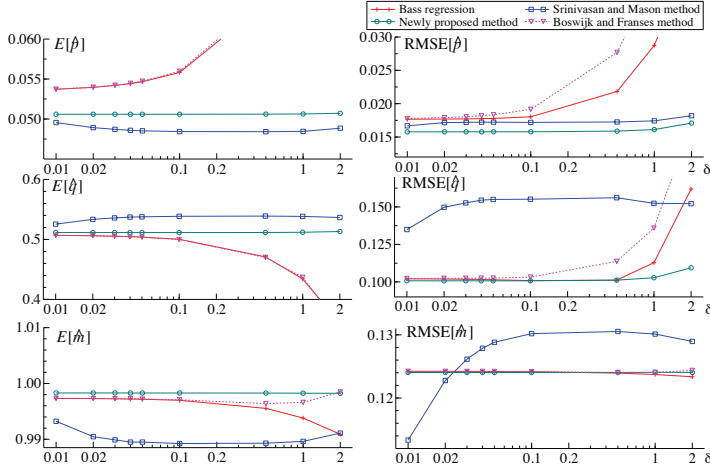 Bass regression
Srinivasan and Mason method
Newly proposed method
Boswijk and Franses method
0.060
E[p̂]
0.055
0.050
0.01 0.02 0.1 0.2 1 2
RMSE[p̂]
0.030
0.025
0.020
0.015
0.01 0.02 0.1 0.2 1 2 δ
0.6
E[q̂]
0.5
0.4
0.01 0.02 0.1 0.2 1 2
RMSE[q̂]
0.150
0.125
0.100
0.01 0.02 0.1 0.2 1 2 δ
1.01
E[m̂]
1.00
0.99
0.01 0.02 0.1 0.2 1 2
RMSE[m̂]
0.13
0.12
0.01 0.02 0.1 0.2 1 2 δ